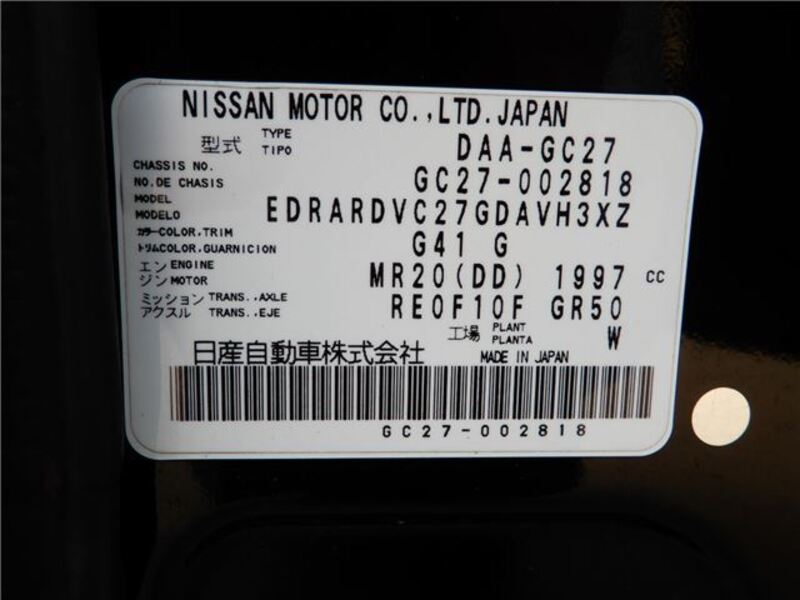 NISSAN MOTOR CO.,LTD.JAPAN
型式 TYPE TIPO DAA-GC27
CHASSIS NO.
NO.DE CHASIS GC27-002818
MODEL
MODELO EDRARDVC27GDAVH3XZ
カラーCOLOR,TRIM
トリムCOLOR,GUARNICION G41 G
エン ENGINE
ジン MOTOR MR20(DD) 1997 CC
ミッション TRANS.,AXLE
アクスル TRANS.,EJE RE0F10F GR50
工場 PLANT PLANTA W
日産自動車株式会社 MADE IN JAPAN
GC27-002818